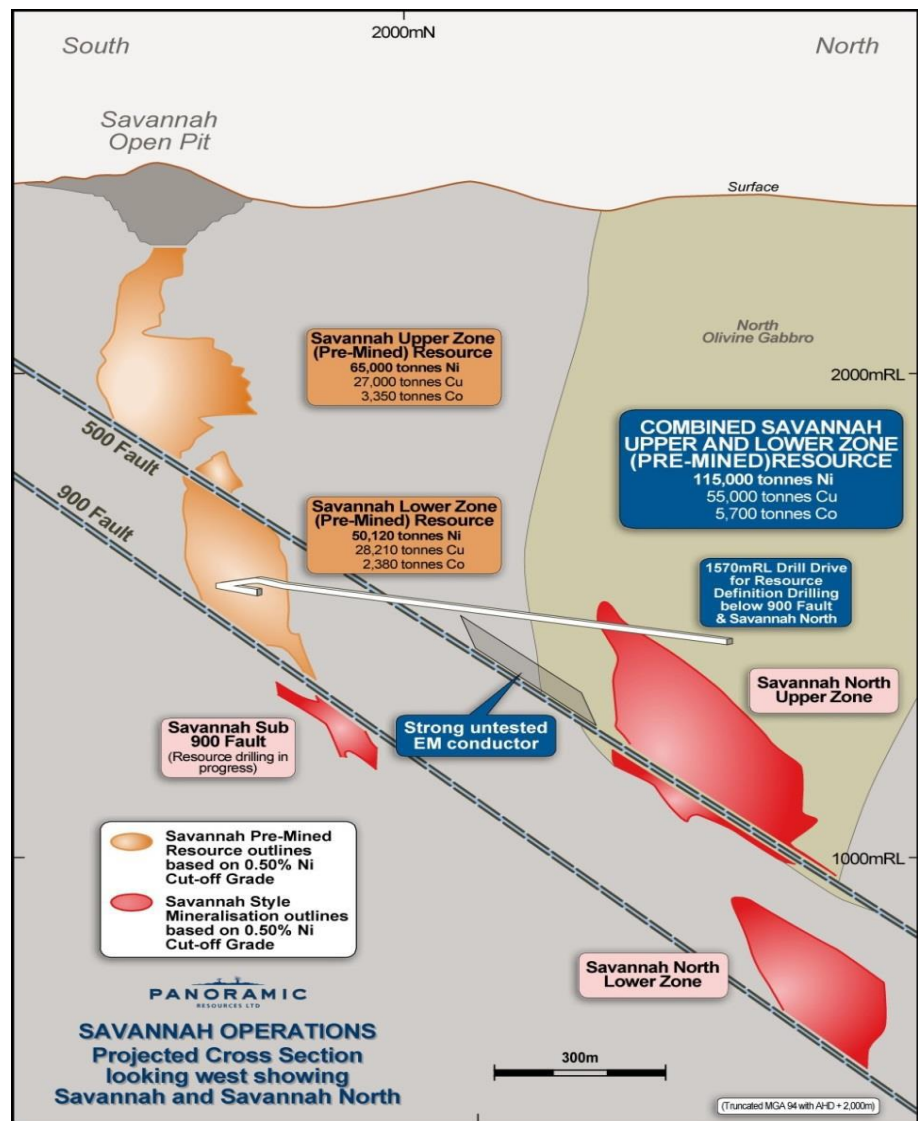 2000mN
South
North
Savannah
Open Pit
Surface
North
Olivine Gabbro
Savannah Upper Zone
(Pre-Mined) Resource
65,000 tonnes Ni
27,000 tonnes Cu
3,350 tonnes Co
2000mRL
COMBINED SAVANNAH
UPPER AND LOWER ZONE
(PRE-MINED)RESOURCE
115,000 tonnes Ni
55,000 tonnes Cu
5,700 tonnes Co
500 Fault
900 Fault
Savannah Lower Zone
(Pre-Mined) Resource
50,120 tonnes Ni
28,210 tonnes Cu
2,380 tonnes Co
1570mRL Drill Drive
for Resource
Definition Drilling
below 900 Fault
& Savannah North
Savannah North
Upper Zone
Savannah Sub
900 Fault
(Resource drilling in
progress)
Strong untested
EM conductor
Savannah Pre-Mined
Resource outlines
based on 0.50% Ni
Cut-off Grade
Savannah Style
Mineralisation outlines
based on 0.50% Ni
Cut-off Grade
1000mRL
Savannah North
Lower Zone
PANORAMIC
RESOURCES LTD
SAVANNAH OPERATIONS
Projected Cross Section
looking west showing
Savannah and Savannah North
300m
(Truncated MGA 94 with AHD + 2,000m)